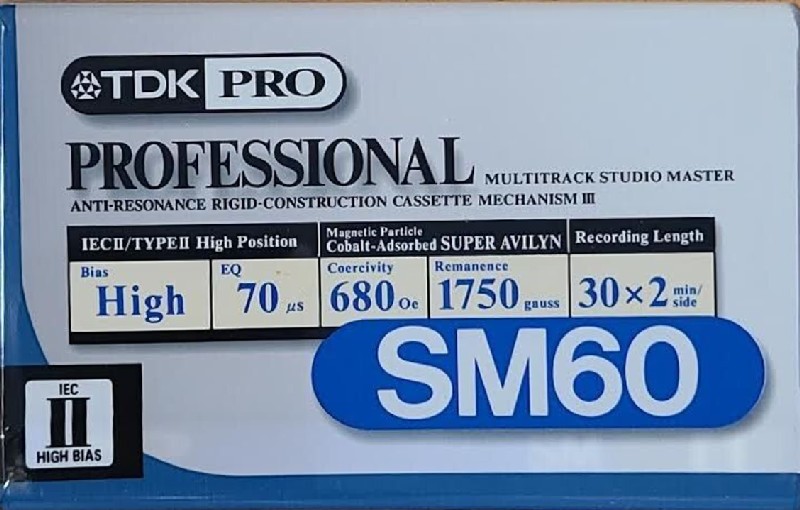 TDK PRO
PROFESSIONAL MULTITRACK STUDIO MASTER
ANTI-RESONANCE RIGID-CONSTRUCTION CASSETTE MECHANISM III
IECII/TYPEII High Position
Magnetic Particle
Cobalt-Adsorbed SUPER AVILYN
Recording Length
Bias
High
EQ
70 μs
Coercivity
680 Oe
Remanence
1750 gauss
30×2 min/side
SM60
IEC
II
HIGH BIAS